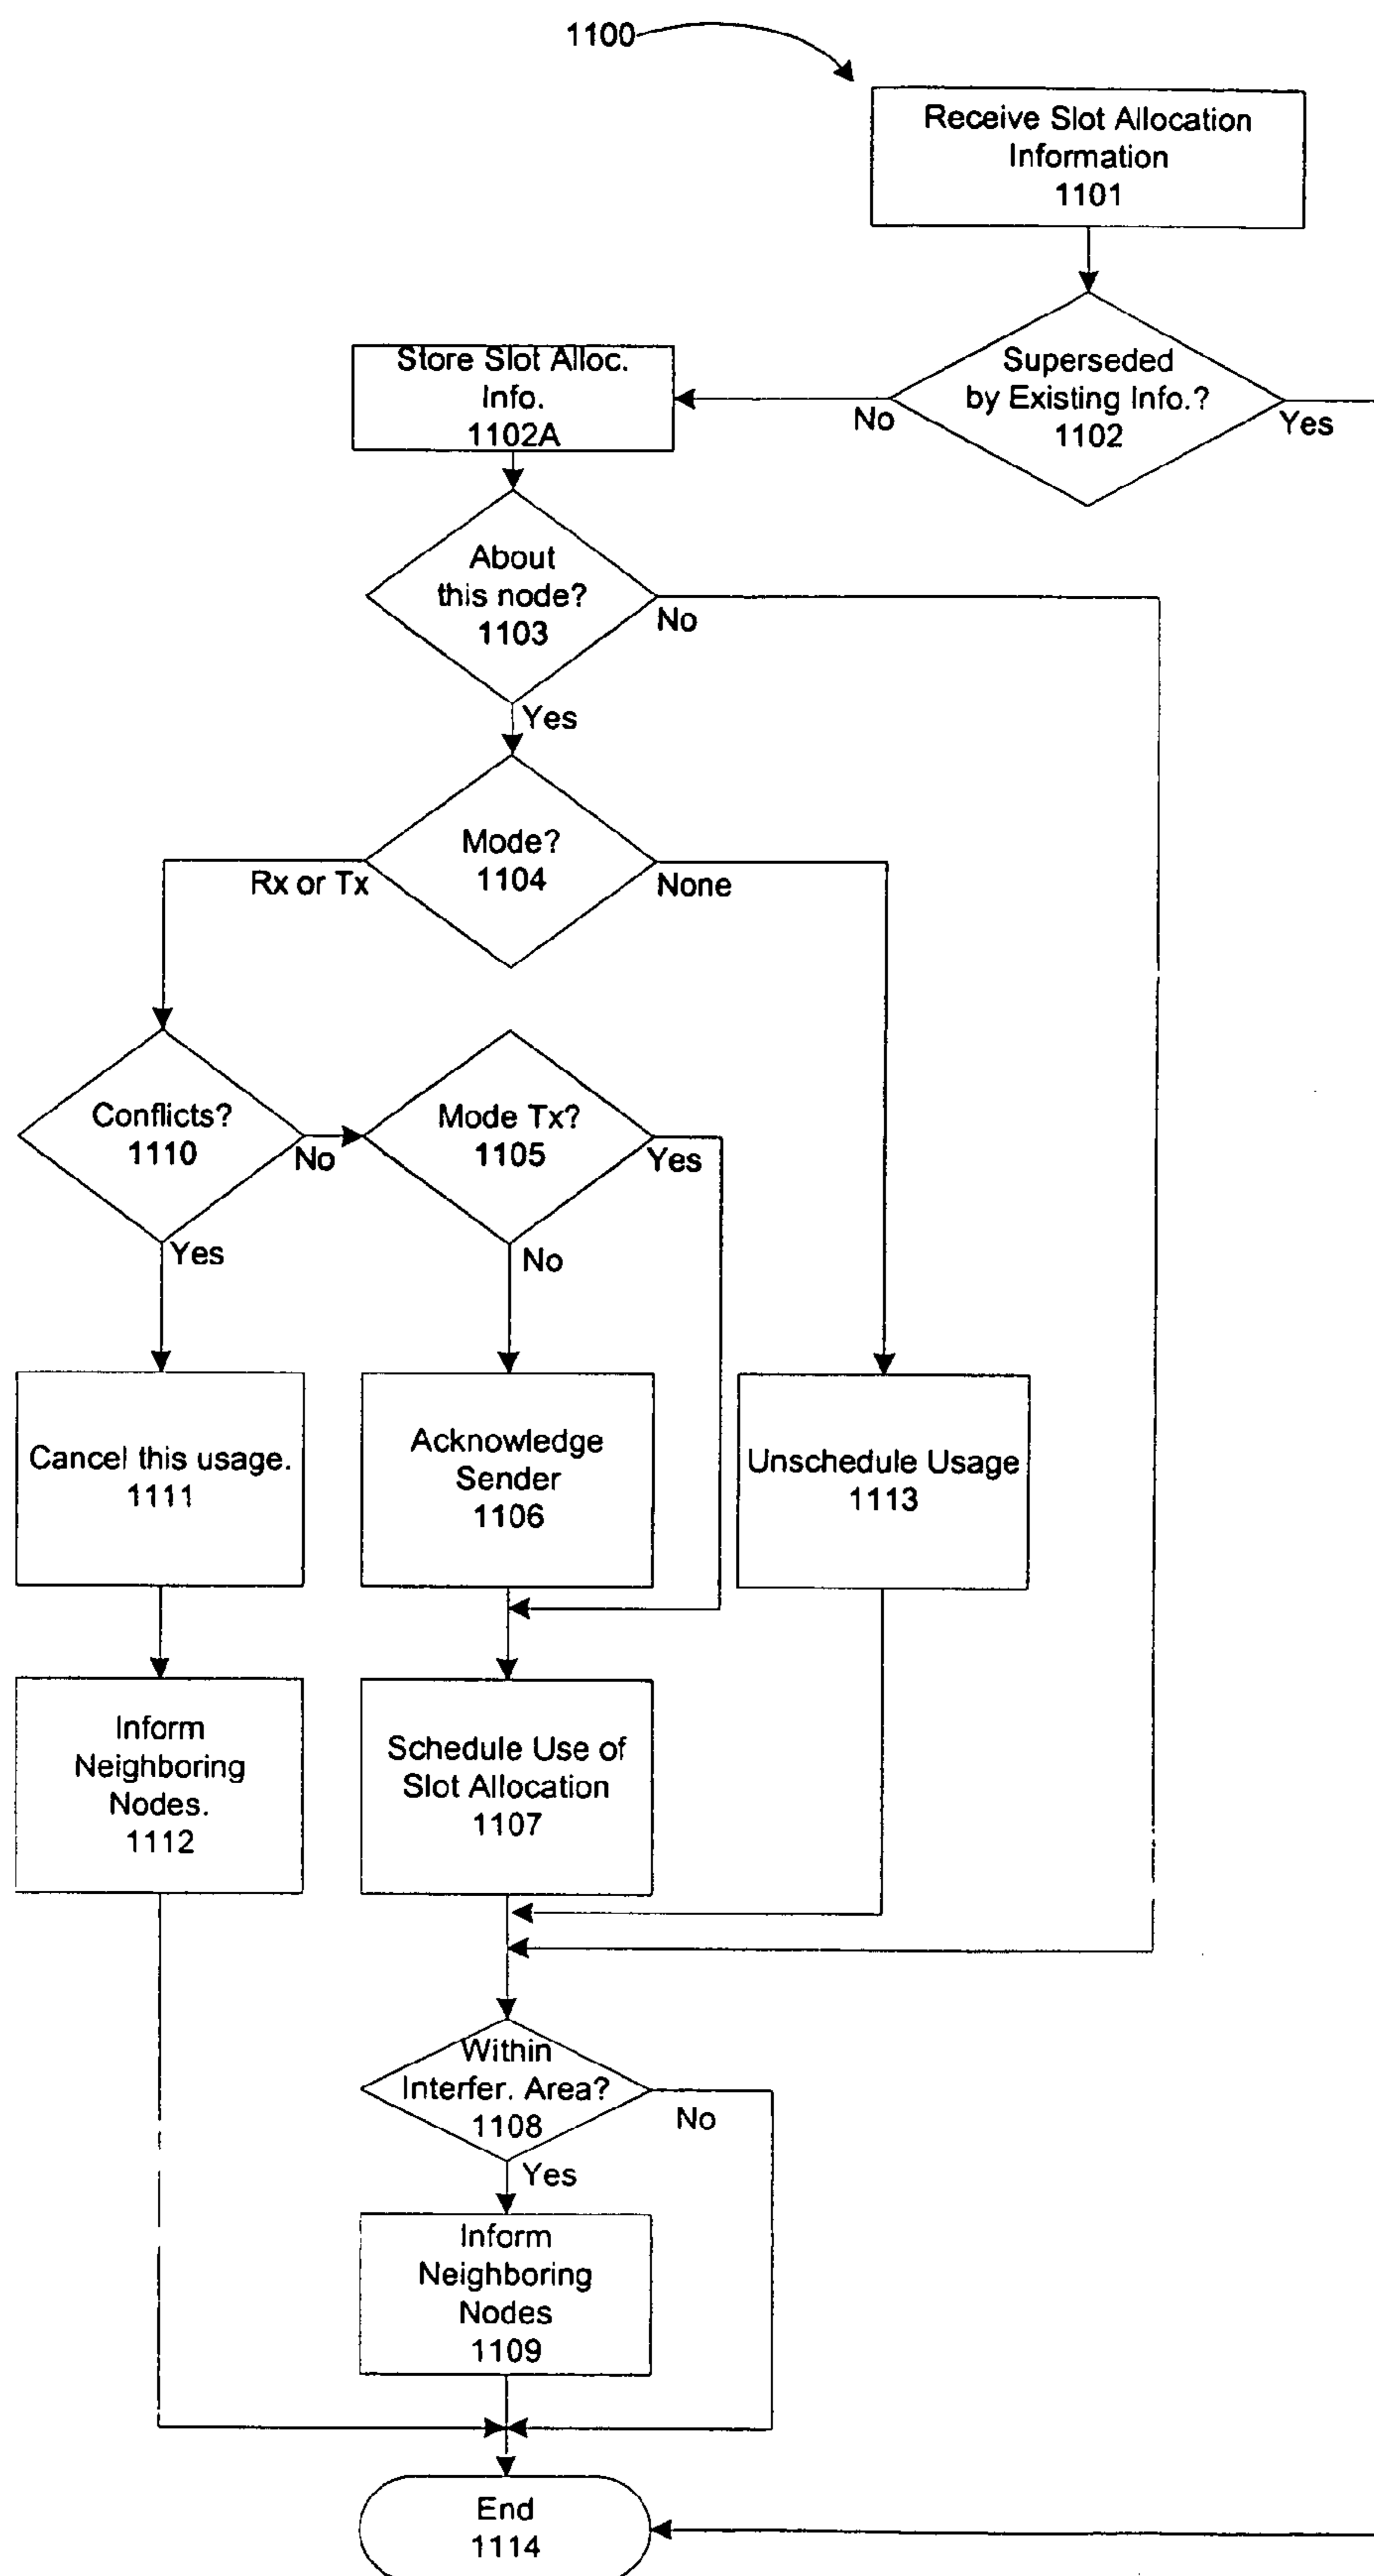 1100
Receive Slot Allocation
Information
1101
Superseded
by Existing Info.?
1102
No
Yes
Store Slot Alloc.
Info.
1102A
About
this node?
1103
No
Yes
Mode?
1104
Rx or Tx
None
Conflicts?
1110
No
Yes
Mode Tx?
1105
Yes
No
Cancel this usage.
1111
Acknowledge
Sender
1106
Unschedule Usage
1113
Inform
Neighboring
Nodes.
1112
Schedule Use of
Slot Allocation
1107
Within
Interfer. Area?
1108
No
Yes
Inform
Neighboring
Nodes
1109
End
1114